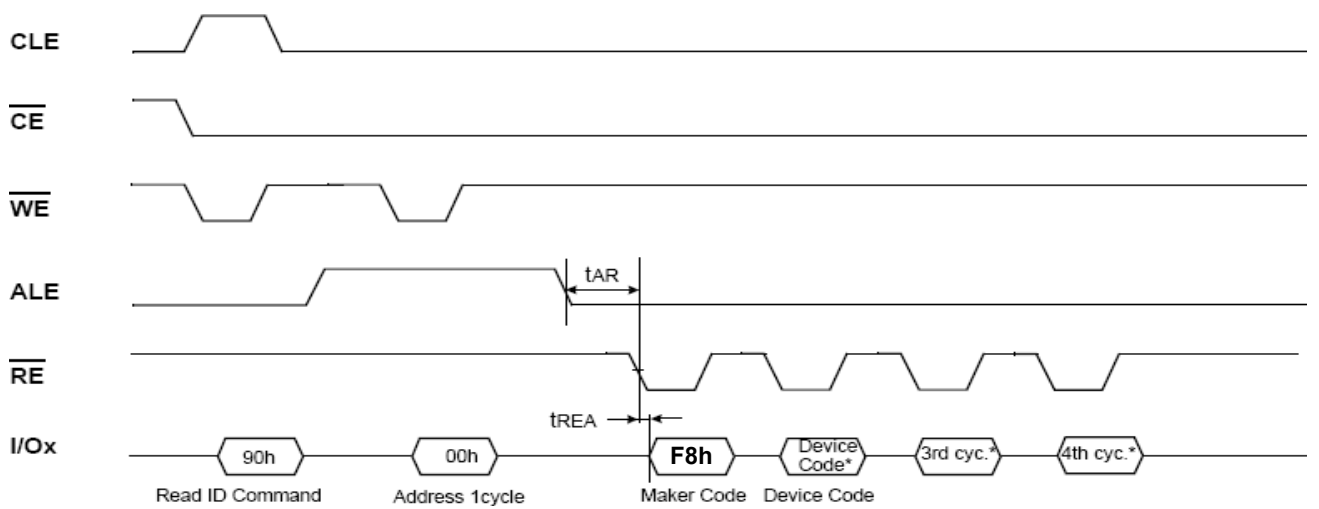 CLE
CE
WE
ALE
tAR
RE
tREA
I/Ox
90h
00h
F8h
Device
Code*
3rd cyc.*
4th cyc.*
Read ID Command
Address 1cycle
Maker Code
Device Code